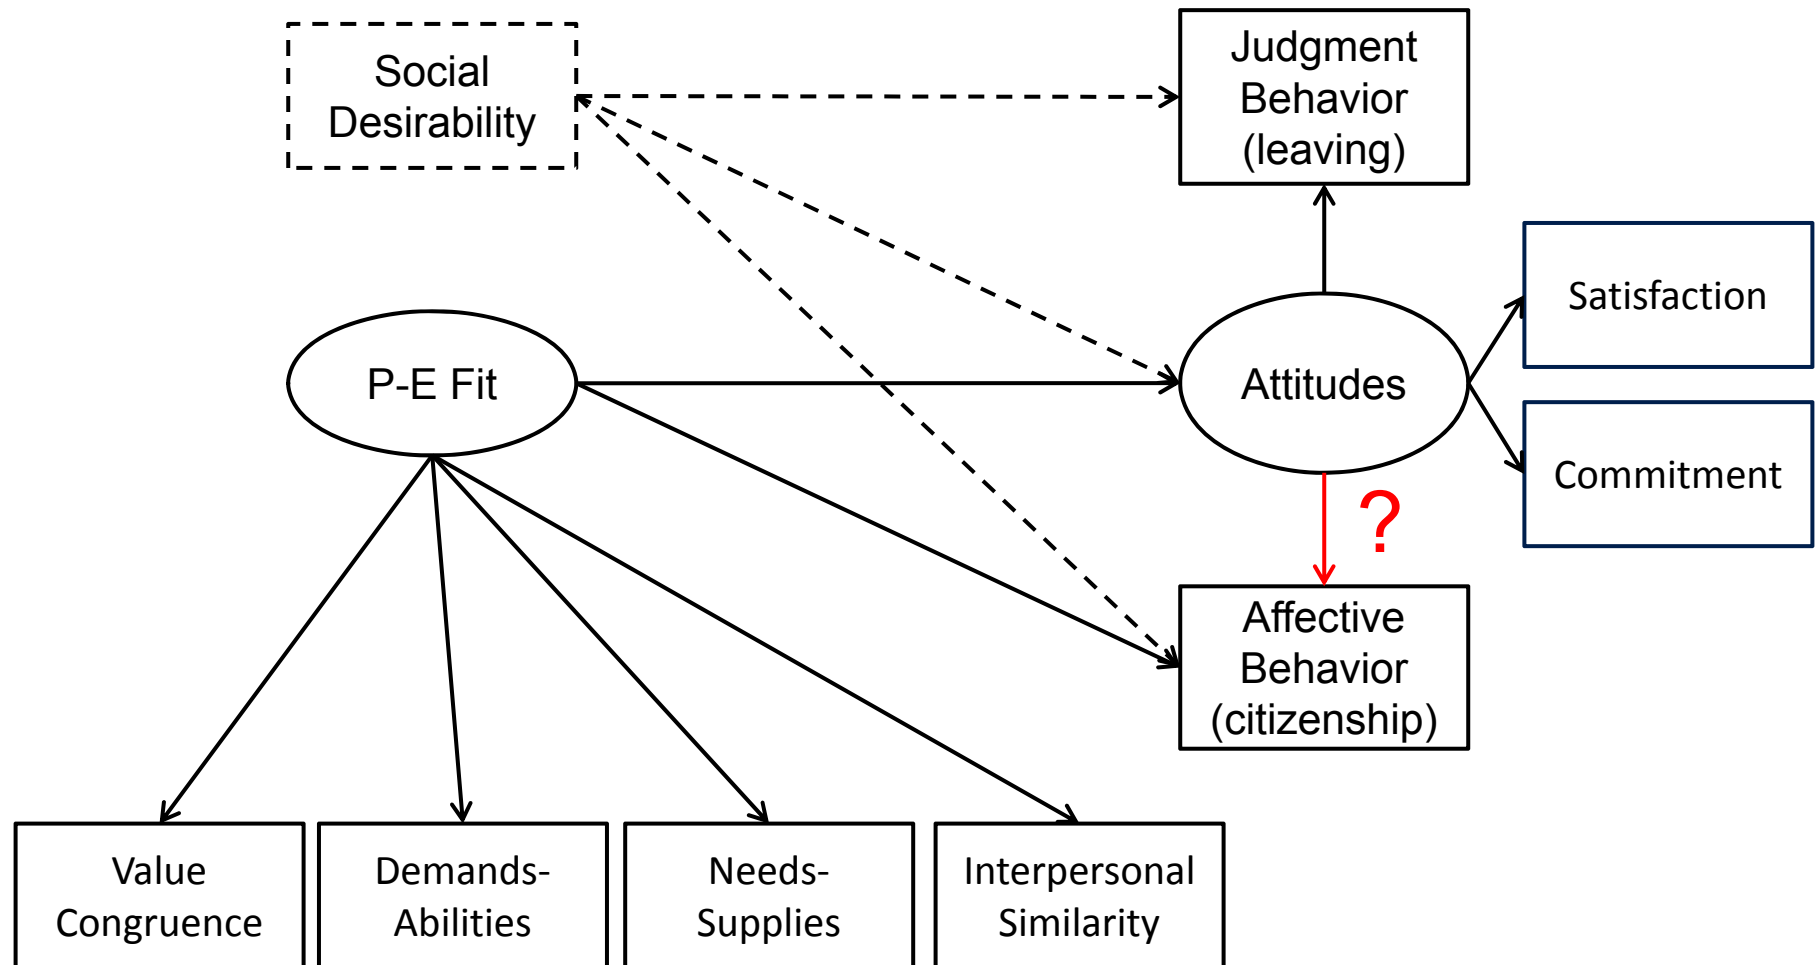 Social
Desirability
Judgment
Behavior
(leaving)
Satisfaction
P-E Fit
Attitudes
Commitment
?
Affective
Behavior
(citizenship)
Value
Congruence
Demands-
Abilities
Needs-
Supplies
Interpersonal
Similarity